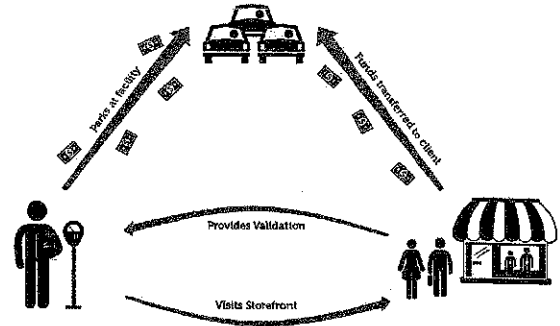 Parks at facility
Funds transferred to client
Provides Validation
Visits Storefront